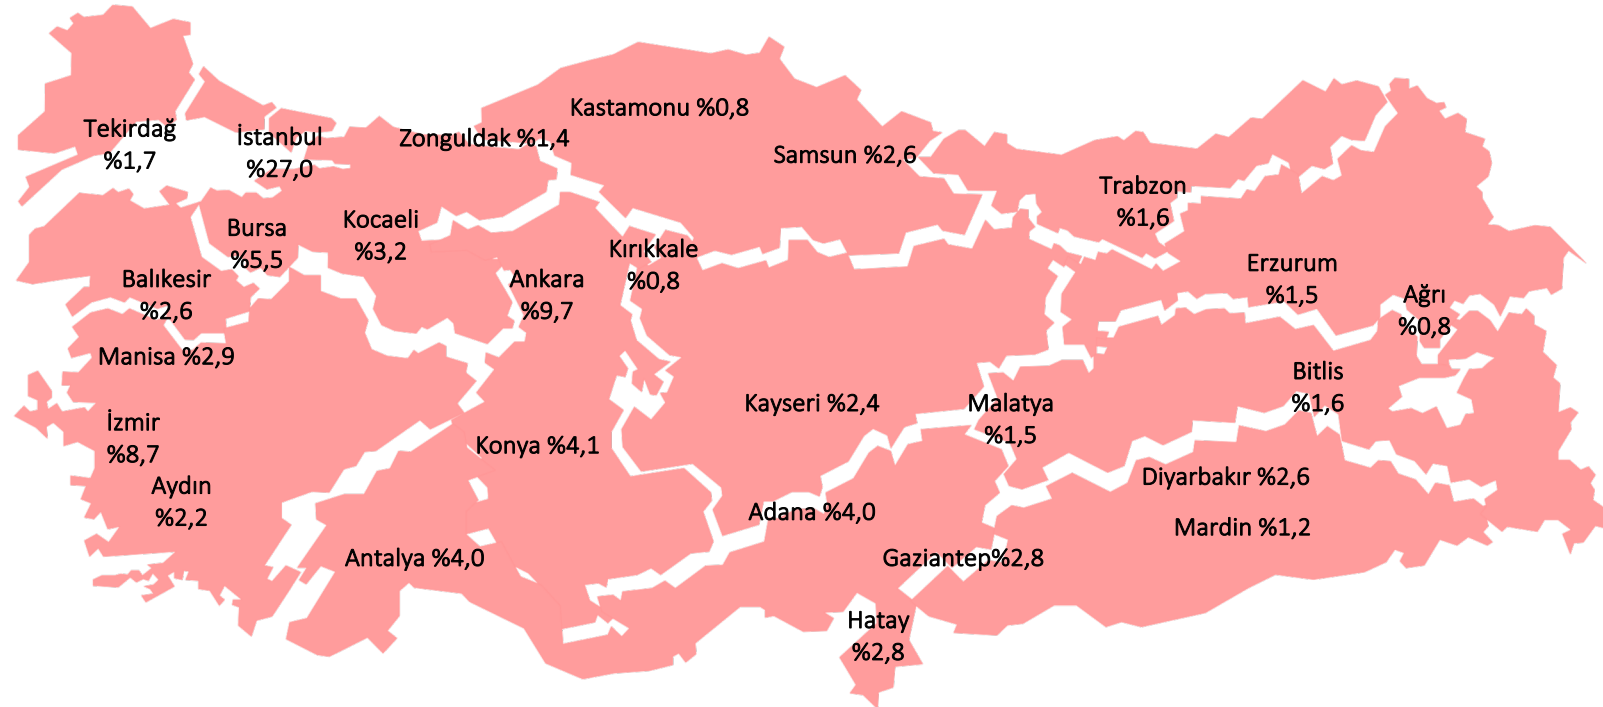 Kastamonu %0,8
Tekirdağ
%1,7
İstanbul
%27,0
Zonguldak %1,4
Samsun %2,6
Trabzon
%1,6
Bursa
%5,5
Kocaeli
%3,2
Kırıkkale
%0,8
Balıkesir
%2,6
Ankara
%9,7
Erzurum
%1,5
Ağrı
%0,8
Manisa %2,9
Bitlis
%1,6
İzmir
%8,7
Kayseri %2,4
Malatya
%1,5
Konya %4,1
Aydın
%2,2
Diyarbakır %2,6
Adana %4,0
Mardin %1,2
Antalya %4,0
Gaziantep%2,8
Hatay
%2,8